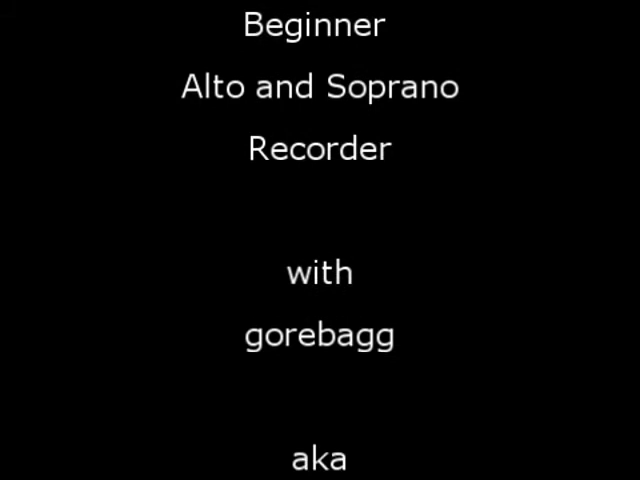 Beginner
Alto and Soprano
Recorder
with
gorebagg
aka